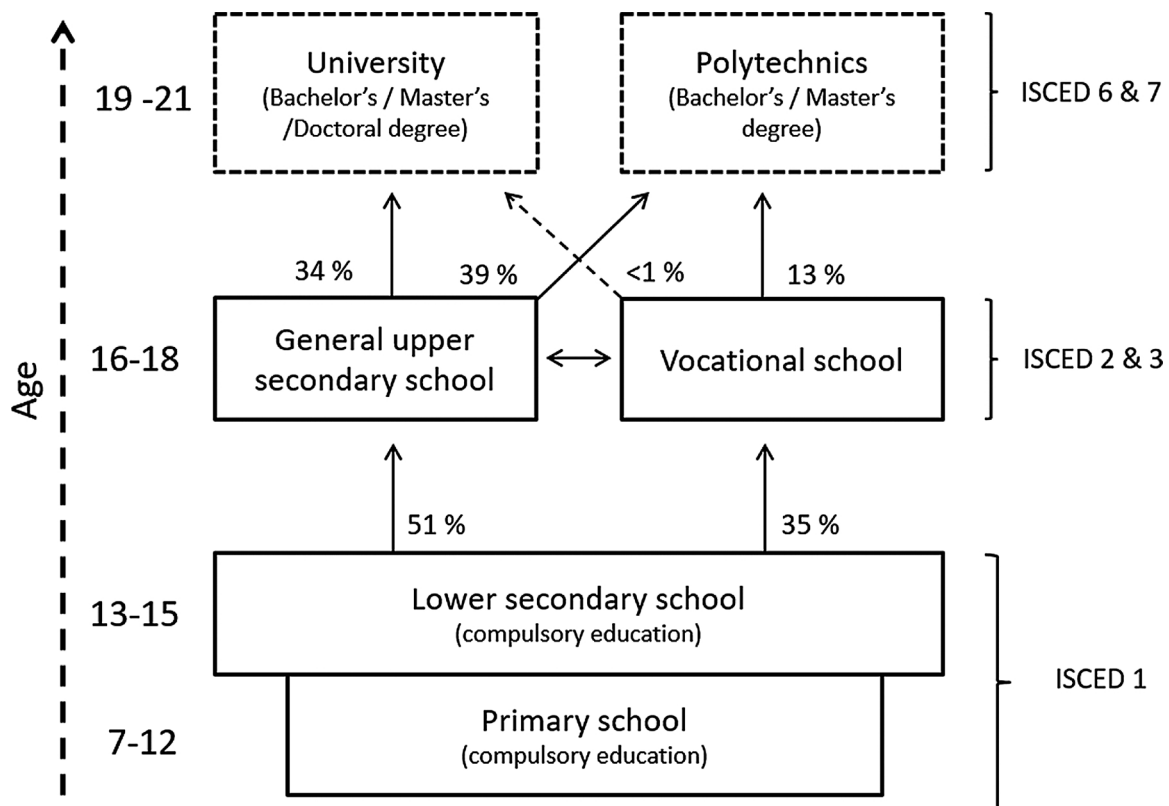 Age
19 -21
University
(Bachelor's / Master's
/Doctoral degree)
Polytechnics
(Bachelor's / Master's
degree)
ISCED 6 & 7
34 %
39 %
<1 %
13 %
16-18
General upper
secondary school
Vocational school
ISCED 2 & 3
51 %
35 %
13-15
Lower secondary school
(compulsory education)
ISCED 1
7-12
Primary school
(compulsory education)